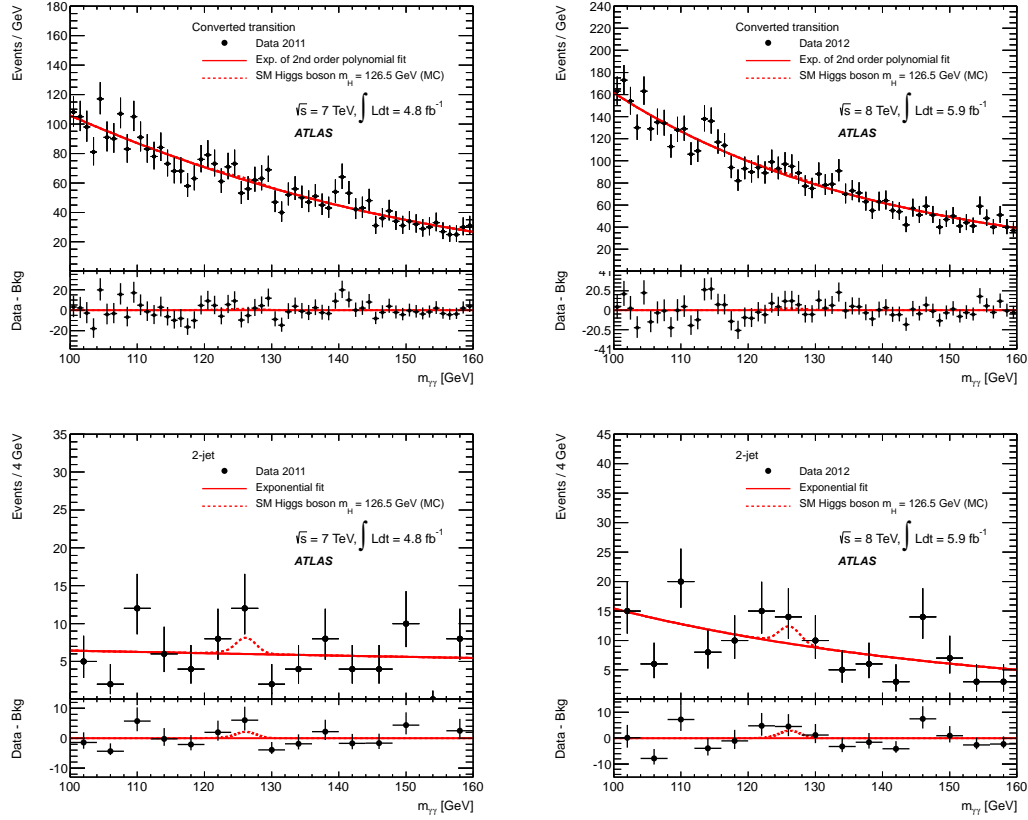 Events / GeV
240
220
200
180
160
140
120
100
80
60
40
20
Converted transition
Data 2011
Exp. of 2nd order polynomial fit
SM Higgs boson m_H = 126.5 GeV (MC)
√s = 7 TeV, ∫ Ldt = 4.8 fb⁻¹
ATLAS
Data - Bkg
20
0
-20
100 110 120 130 140 150 160
m_γγ [GeV]
Events / GeV
240
220
200
180
160
140
120
100
80
60
40
20
Converted transition
Data 2012
Exp. of 2nd order polynomial fit
SM Higgs boson m_H = 126.5 GeV (MC)
√s = 8 TeV, ∫ Ldt = 5.9 fb⁻¹
ATLAS
Data - Bkg
41
20.5
0
-20.5
-41
100 110 120 130 140 150 160
m_γγ [GeV]
Events / 4 GeV
35
30
25
20
15
10
5
2-jet
Data 2011
Exponential fit
SM Higgs boson m_H = 126.5 GeV (MC)
√s = 7 TeV, ∫ Ldt = 4.8 fb⁻¹
ATLAS
Data - Bkg
10
0
-10
100 110 120 130 140 150 160
m_γγ [GeV]
Events / 4 GeV
45
40
35
30
25
20
15
10
5
2-jet
Data 2012
Exponential fit
SM Higgs boson m_H = 126.5 GeV (MC)
√s = 8 TeV, ∫ Ldt = 5.9 fb⁻¹
ATLAS
Data - Bkg
10
0
-10
100 110 120 130 140 150 160
m_γγ [GeV]